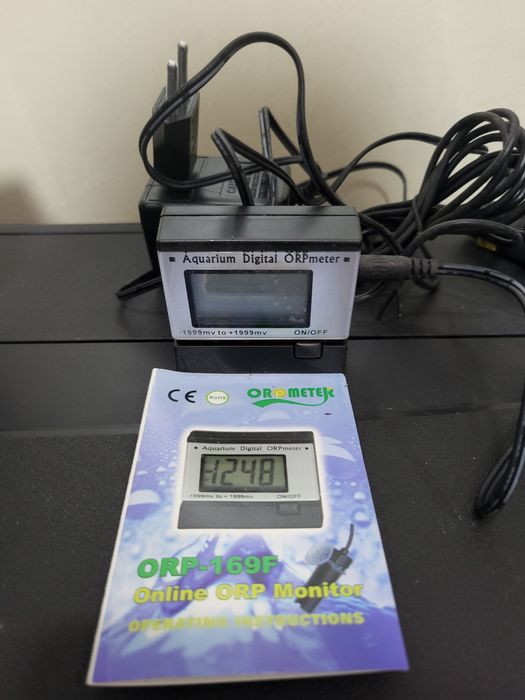 Aquarium Digital ORPmeter
-1999mv to +1999mv ON/OFF
CE RoHS ORPMETEK
Aquarium Digital ORPmeter
-1248
-1999mv to + 1999mv ON/OFF
ORP-169F
Online ORP Monitor
OPERATING INSTRUCTIONS